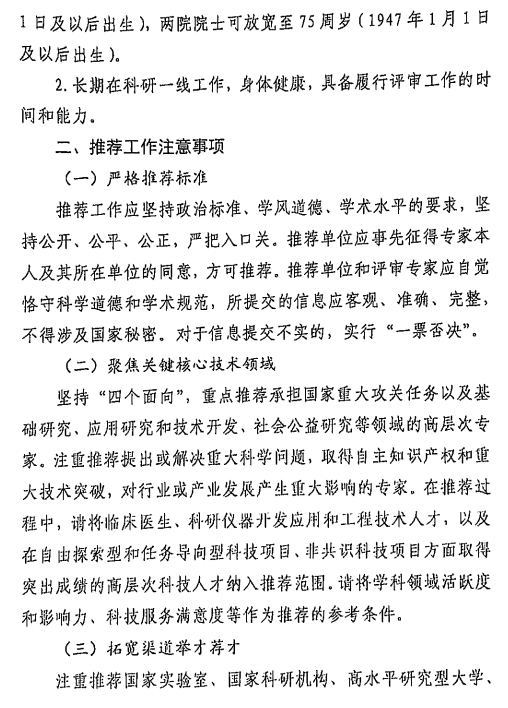 1日及以后出生），两院院士可放宽至75周岁（1947年1月1日
及以后出生）。
2.长期在科研一线工作，身体健康，具备履行评审工作的时
间和能力。
二、推荐工作注意事项
（一）严格推荐标准
推荐工作应坚持政治标准、学风道德、学术水平的要求，坚
持公开、公平、公正，严把入口关。推荐单位应事先征得专家本
人及其所在单位的同意，方可推荐。推荐单位和评审专家应自觉
恪守科学道德和学术规范，所提交的信息应客观、准确、完整，
不得涉及国家秘密。对于信息提交不实的，实行“一票否决”。
（二）聚焦关键核心技术领域
坚持“四个面向”，重点推荐承担国家重大攻关任务以及基
础研究、应用研究和技术开发、社会公益研究等领域的高层次专
家。注重推荐提出或解决重大科学问题，取得自主知识产权和重
大技术突破，对行业或产业发展产生重大影响的专家。在推荐过
程中，请将临床医生、科研仪器开发应用和工程技术人才，以及
在自由探索型和任务导向型科技项目、非共识科技项目方面取得
突出成绩的高层次科技人才纳入推荐范围。请将学科领域活跃度
和影响力、科技服务满意度等作为推荐的参考条件。
（三）拓宽渠道举才荐才
注重推荐国家实验室、国家科研机构、高水平研究型大学、